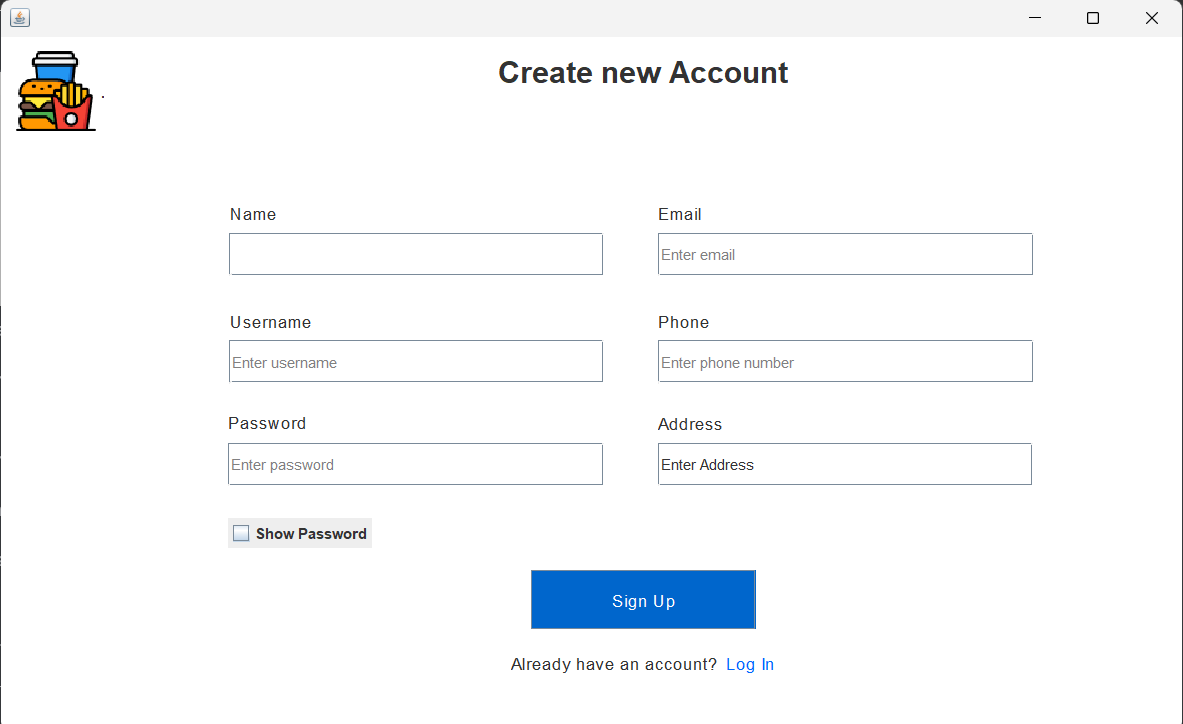 Create new Account
Name
Email
Enter email
Username
Phone
Enter username
Enter phone number
Password
Address
Enter password
Enter Address
Show Password
Sign Up
Already have an account? Log In